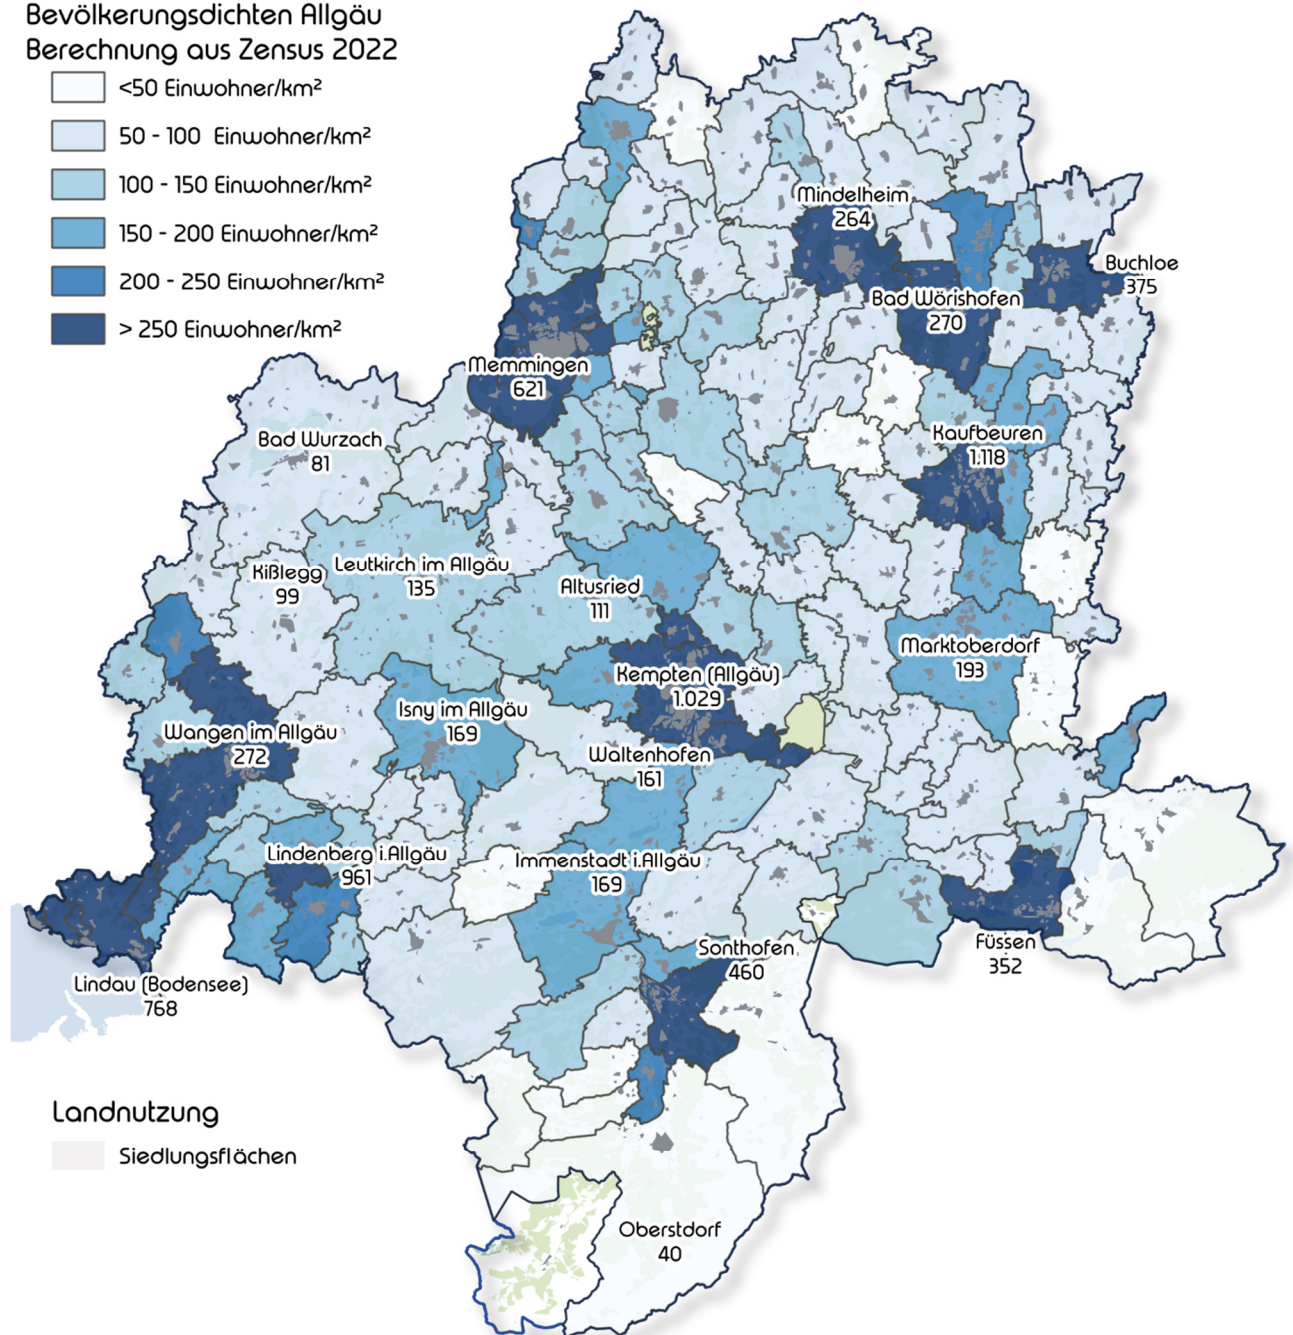 Bevölkerungsdichten Allgäu
Berechnung aus Zensus 2022
<50 Einwohner/km²
50 - 100 Einwohner/km²
100 - 150 Einwohner/km²
150 - 200 Einwohner/km²
200 - 250 Einwohner/km²
> 250 Einwohner/km²
Mindelheim
264
Buchloe
375
Bad Wörishofen
270
Memmingen
621
Bad Wurzach
81
Kaufbeuren
1.118
Leutkirch im Allgäu
135
Kißlegg
99
Altusried
111
Marktoberdorf
193
Kempten (Allgäu)
1.029
Isny im Allgäu
169
Wangen im Allgäu
272
Waltenhofen
161
Lindenberg i.Allgäu
961
Immenstadt i.Allgäu
169
Sonthofen
460
Füssen
352
Lindau (Bodensee)
768
Landnutzung
Siedlungsflächen
Oberstdorf
40